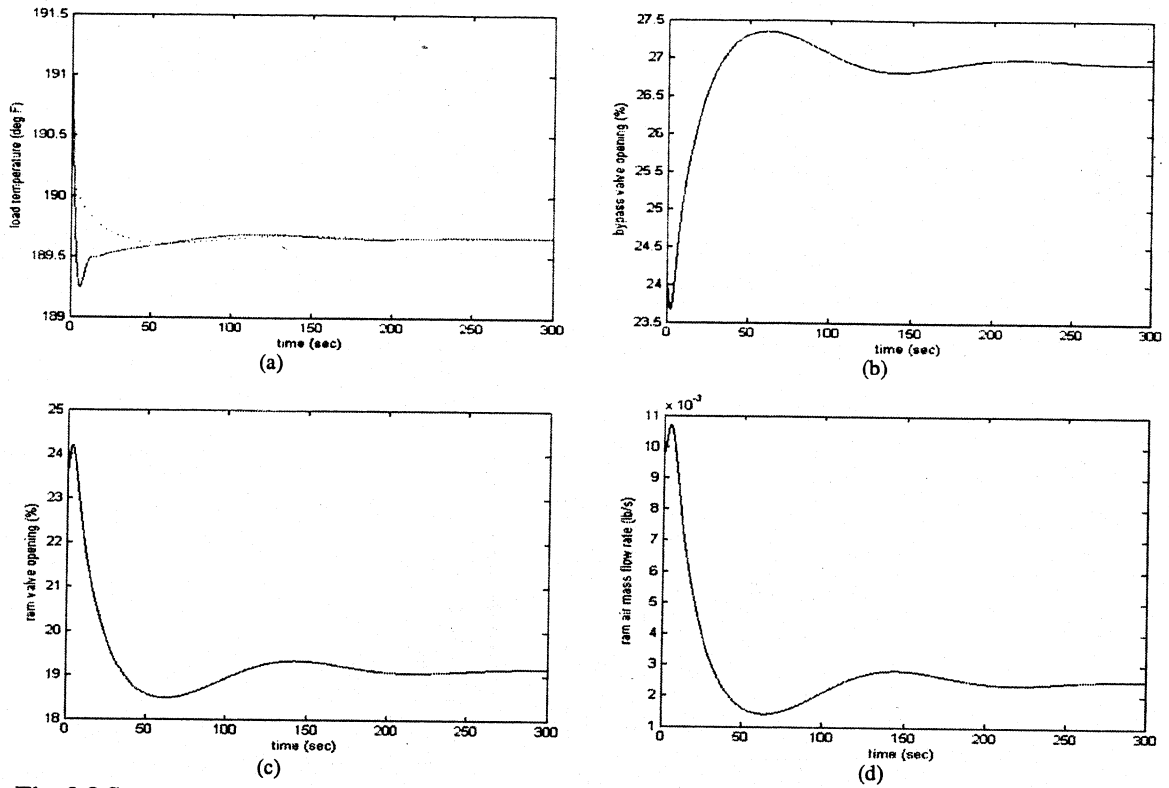 191.5
191
190.5
190
189.5
189
load temperature (deg F)
0 50 100 150 200 250 300
time (sec)
(a)
27.5
27
26.5
26
25.5
25
24.5
24
23.5
bypass valve opening (%)
0 50 100 150 200 250 300
time (sec)
(b)
25
24
23
22
21
20
19
18
ram valve opening (%)
0 50 100 150 200 250 300
time (sec)
(c)
× 10⁻³
11
10
9
8
7
6
5
4
3
2
1
ram air mass flow rate (lb/s)
0 50 100 150 200 250 300
time (sec)
(d)